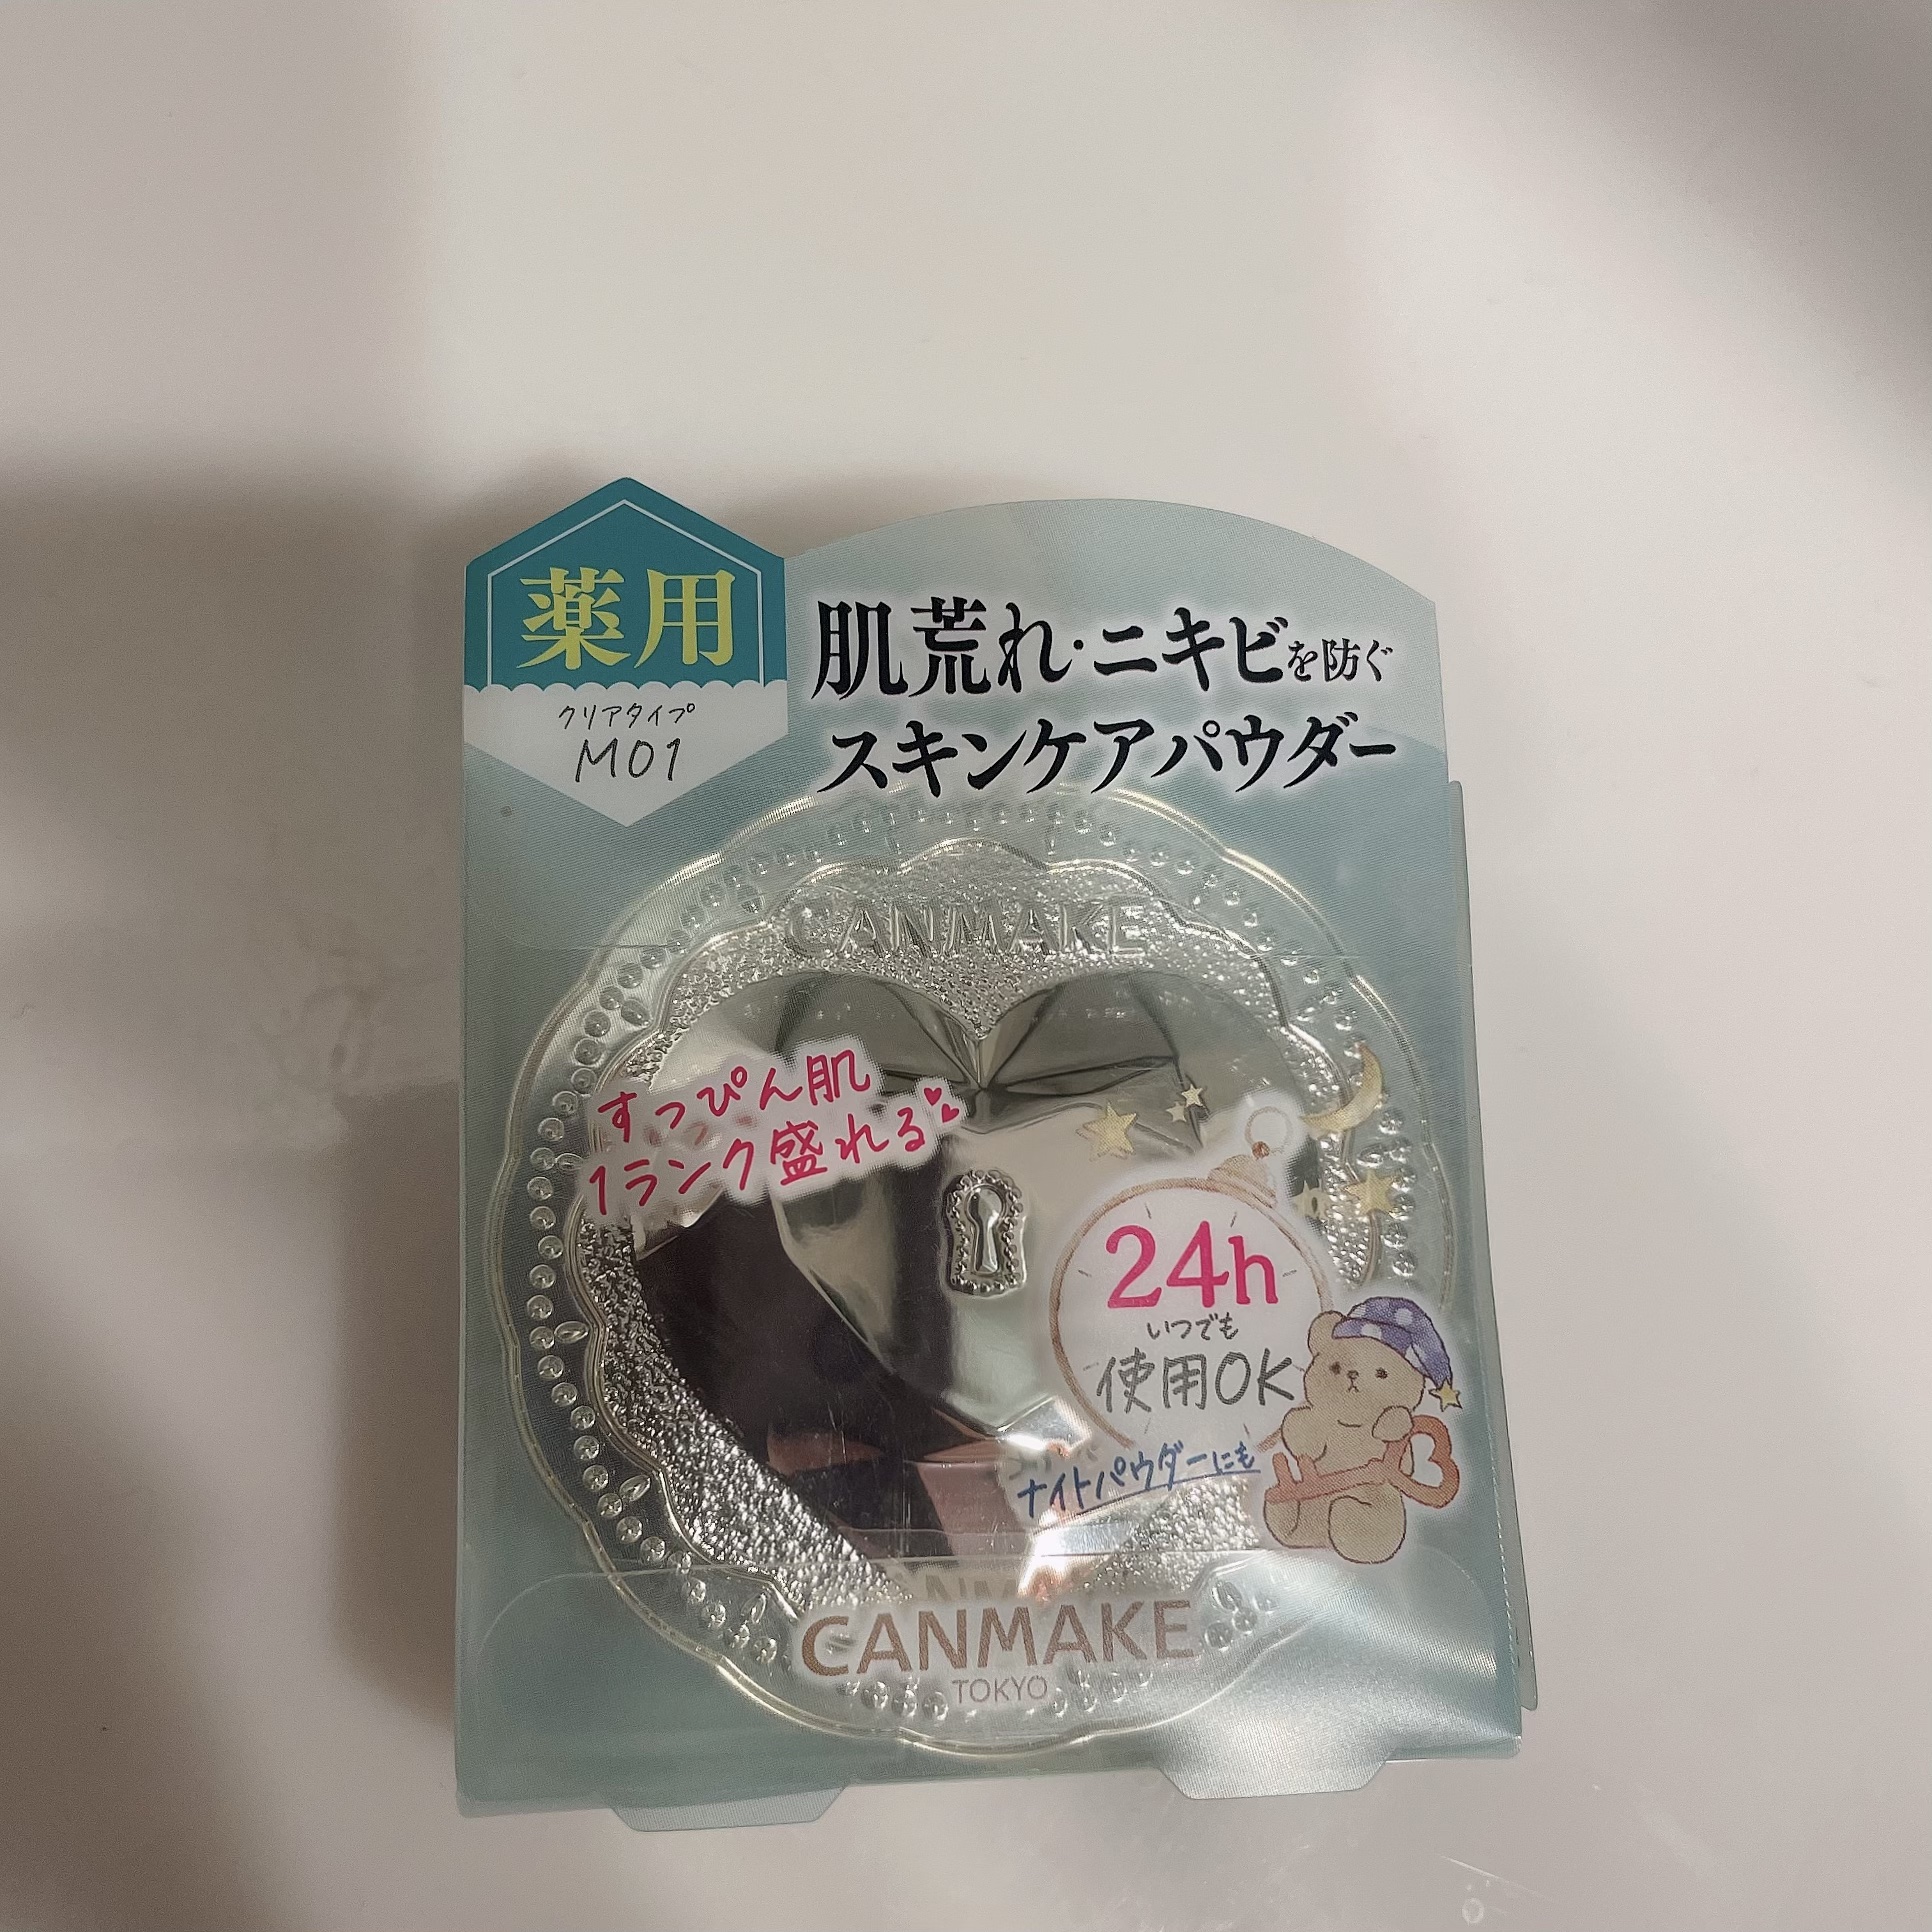 薬用
クリアタイプ
M01
肌荒れ・ニキビを防ぐ
スキンケアパウダー
CANMAKE
すっぴん肌
1ランク盛れる
24h
いつでも
使用OK
ナイトパウダーにも
CANMAKE
TOKYO